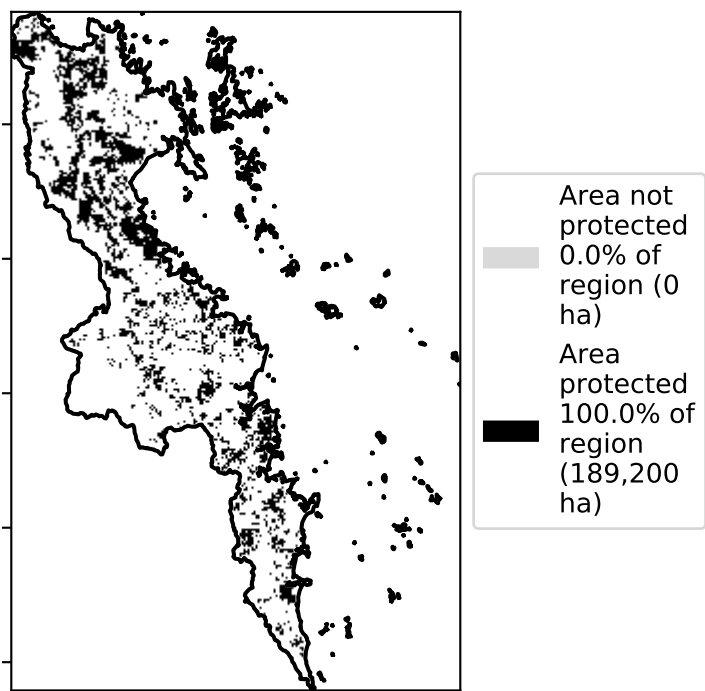 Area not
protected
0.0% of
region (0
ha)
Area
protected
100.0% of
region
(189,200
ha)